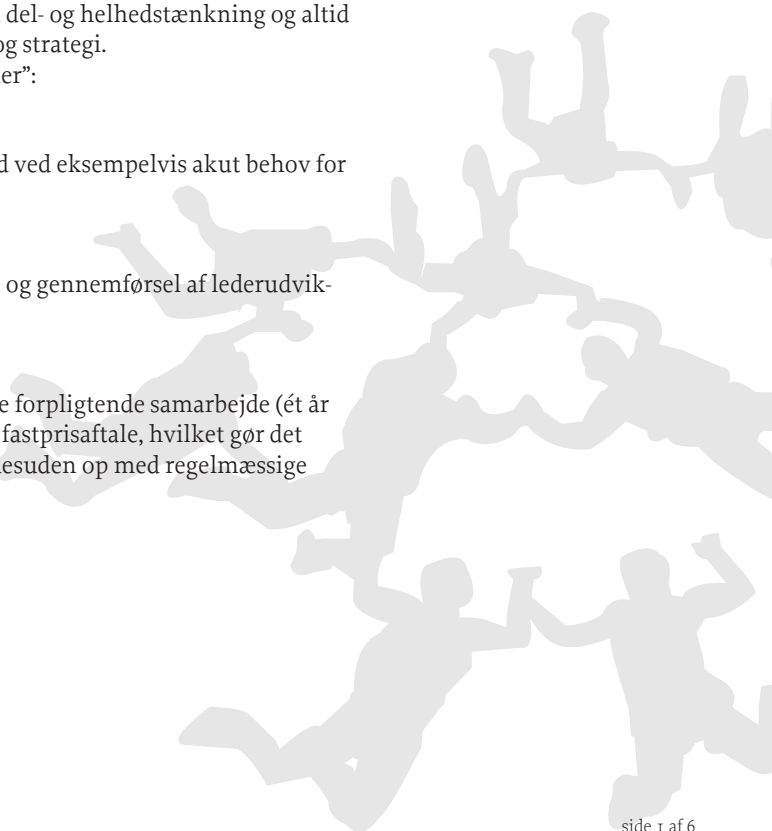 del- og helhedstænkning og altid
og strategi.
er”:
d ved eksempelvis akut behov for
og gennemførsel af lederudvik-
e forpligtende samarbejde (ét år
fastprisaftale, hvilket gør det
desuden op med regelmæssige
side 1 af 6